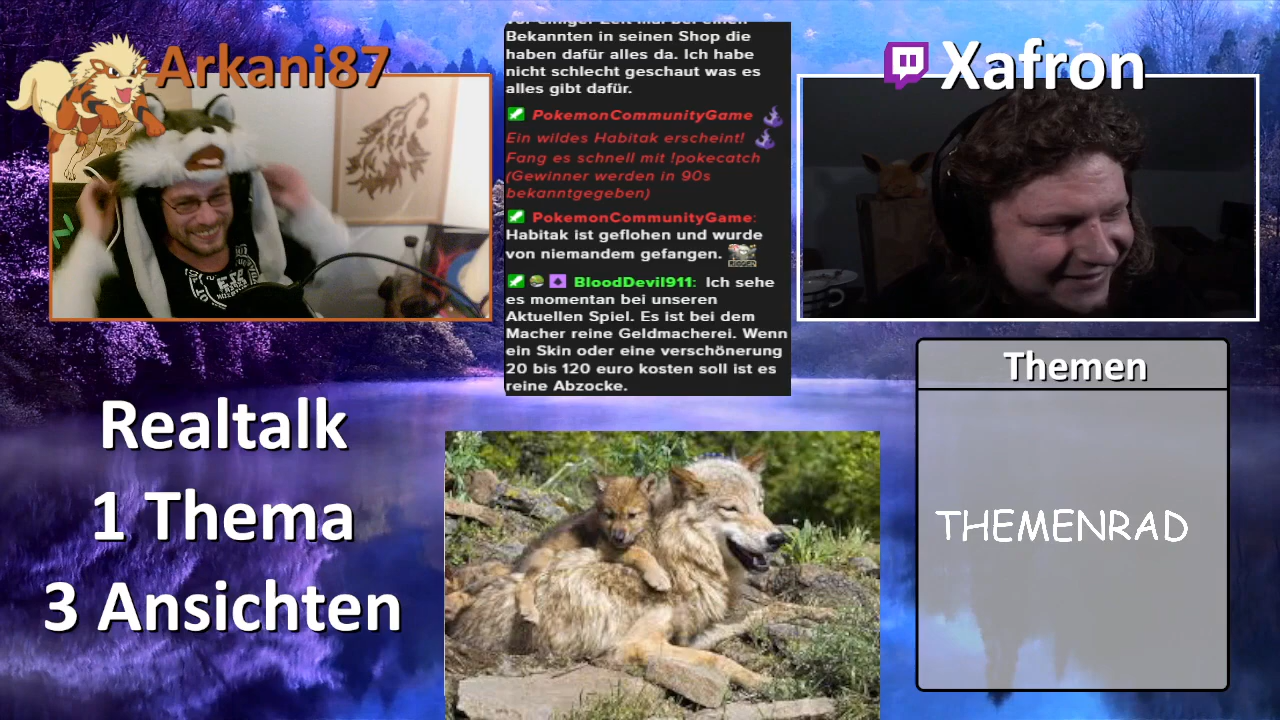 Arkani87
Bekannten in seinen Shop die
haben dafür alles da. Ich habe
nicht schlecht geschaut was es
alles gibt dafür.
PokemonCommunityGame
Ein wildes Habitak erscheint!
Fang es schnell mit !pokecatch
(Gewinner werden in 90s
bekanntgegeben)
PokemonCommunityGame:
Habitak ist geflohen und wurde
von niemandem gefangen.
BloodDevil911: Ich sehe
es momentan bei unseren
Aktuellen Spiel. Es ist bei dem
Macher reine Geldmacherei. Wenn
ein Skin oder eine verschönerung
20 bis 120 euro kosten soll ist es
reine Abzocke.
Xafron
Realtalk
1 Thema
3 Ansichten
Themen
THEMENRAD